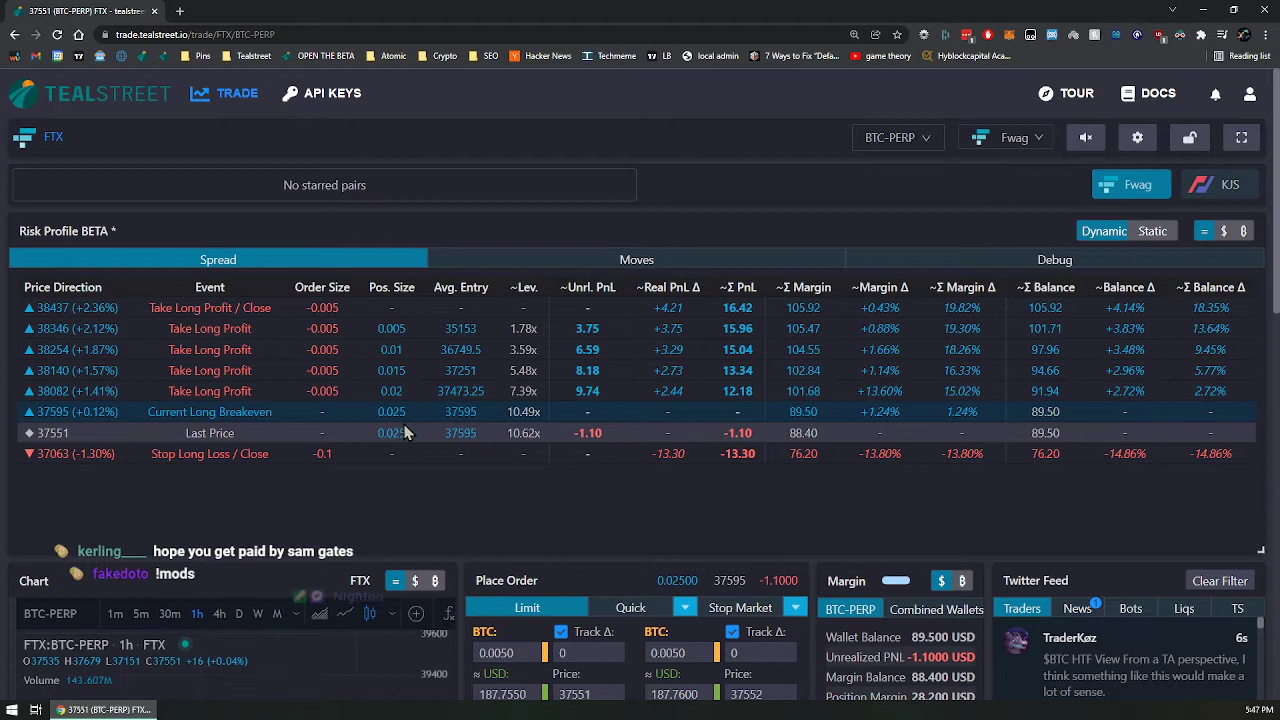 37551 (BTC-PERP) FTX - tealstreet
trade.tealstreet.io/trade/FTX/BTC-PERP
Pins Tealstreet OPEN THE BETA Atomic Crypto SEO Hacker News Techmeme LB local admin 7 Ways to Fix "Defa... game theory Hyblockcapital Aca... Reading list
TEALSTREET TRADE API KEYS TOUR DOCS
FTX BTC-PERP Fwag
No starred pairs Fwag KJS
Risk Profile BETA * Dynamic Static = $ ₿
Spread Moves Debug
Price Direction Event Order Size Pos. Size Avg. Entry ~Lev. ~Unrl. PnL ~Real PnL Δ ~Σ PnL ~Σ Margin ~Margin Δ ~Σ Margin Δ ~Σ Balance ~Balance Δ ~Σ Balance Δ
▲ 38437 (+2.36%) Take Long Profit / Close -0.005 - - - - +4.21 16.42 105.92 +0.43% 19.82% 105.92 +4.14% 18.35%
▲ 38346 (+2.12%) Take Long Profit -0.005 0.005 35153 1.78x 3.75 +3.75 15.96 105.47 +0.88% 19.30% 101.71 +3.83% 13.64%
▲ 38254 (+1.87%) Take Long Profit -0.005 0.01 36749.5 3.59x 6.59 +3.29 15.04 104.55 +1.66% 18.26% 97.96 +3.48% 9.45%
▲ 38140 (+1.57%) Take Long Profit -0.005 0.015 37251 5.48x 8.18 +2.73 13.34 102.84 +1.14% 16.33% 94.66 +2.96% 5.77%
▲ 38082 (+1.41%) Take Long Profit -0.005 0.02 37473.25 7.39x 9.74 +2.44 12.18 101.68 +13.60% 15.02% 91.94 +2.72% 2.72%
▲ 37595 (+0.12%) Current Long Breakeven - 0.025 37595 10.49x - - - 89.50 +1.24% 1.24% 89.50 - -
◆ 37551 Last Price - 0.025 37595 10.62x -1.10 - -1.10 88.40 - - 89.50 - -
▼ 37063 (-1.30%) Stop Long Loss / Close -0.1 - - - - -13.30 -13.30 76.20 -13.80% -13.80% 76.20 -14.86% -14.86%
kerling____ hope you get paid by sam gates
fakedoto !mods
Chart FTX = $ ₿ Place Order 0.02500 37595 -1.1000 Margin $ ₿ Twitter Feed Clear Filter
BTC-PERP 1m 5m 30m 1h 4h D W M Limit Quick Stop Market BTC-PERP Combined Wallets Traders News 1 Bots Liqs TS
FTX:BTC-PERP · 1h · FTX 39600 BTC: Track Δ: BTC: Track Δ: Wallet Balance 89.500 USD TraderKøz 6s
O37535 H37679 L37151 C37551 +16 (+0.04%) 0.0050 0 0.0050 0 Unrealized PNL -1.1000 USD $BTC HTF View From a TA perspective, I
Volume 143.607M 39400 ≈ USD: Price: ≈ USD: Price: Margin Balance 88.400 USD think something like this would make
187.7550 37551 187.7600 37552 Position Margin 28.200 USD a lot of sense.
37551 (BTC-PERP) FT... 5:47 PM